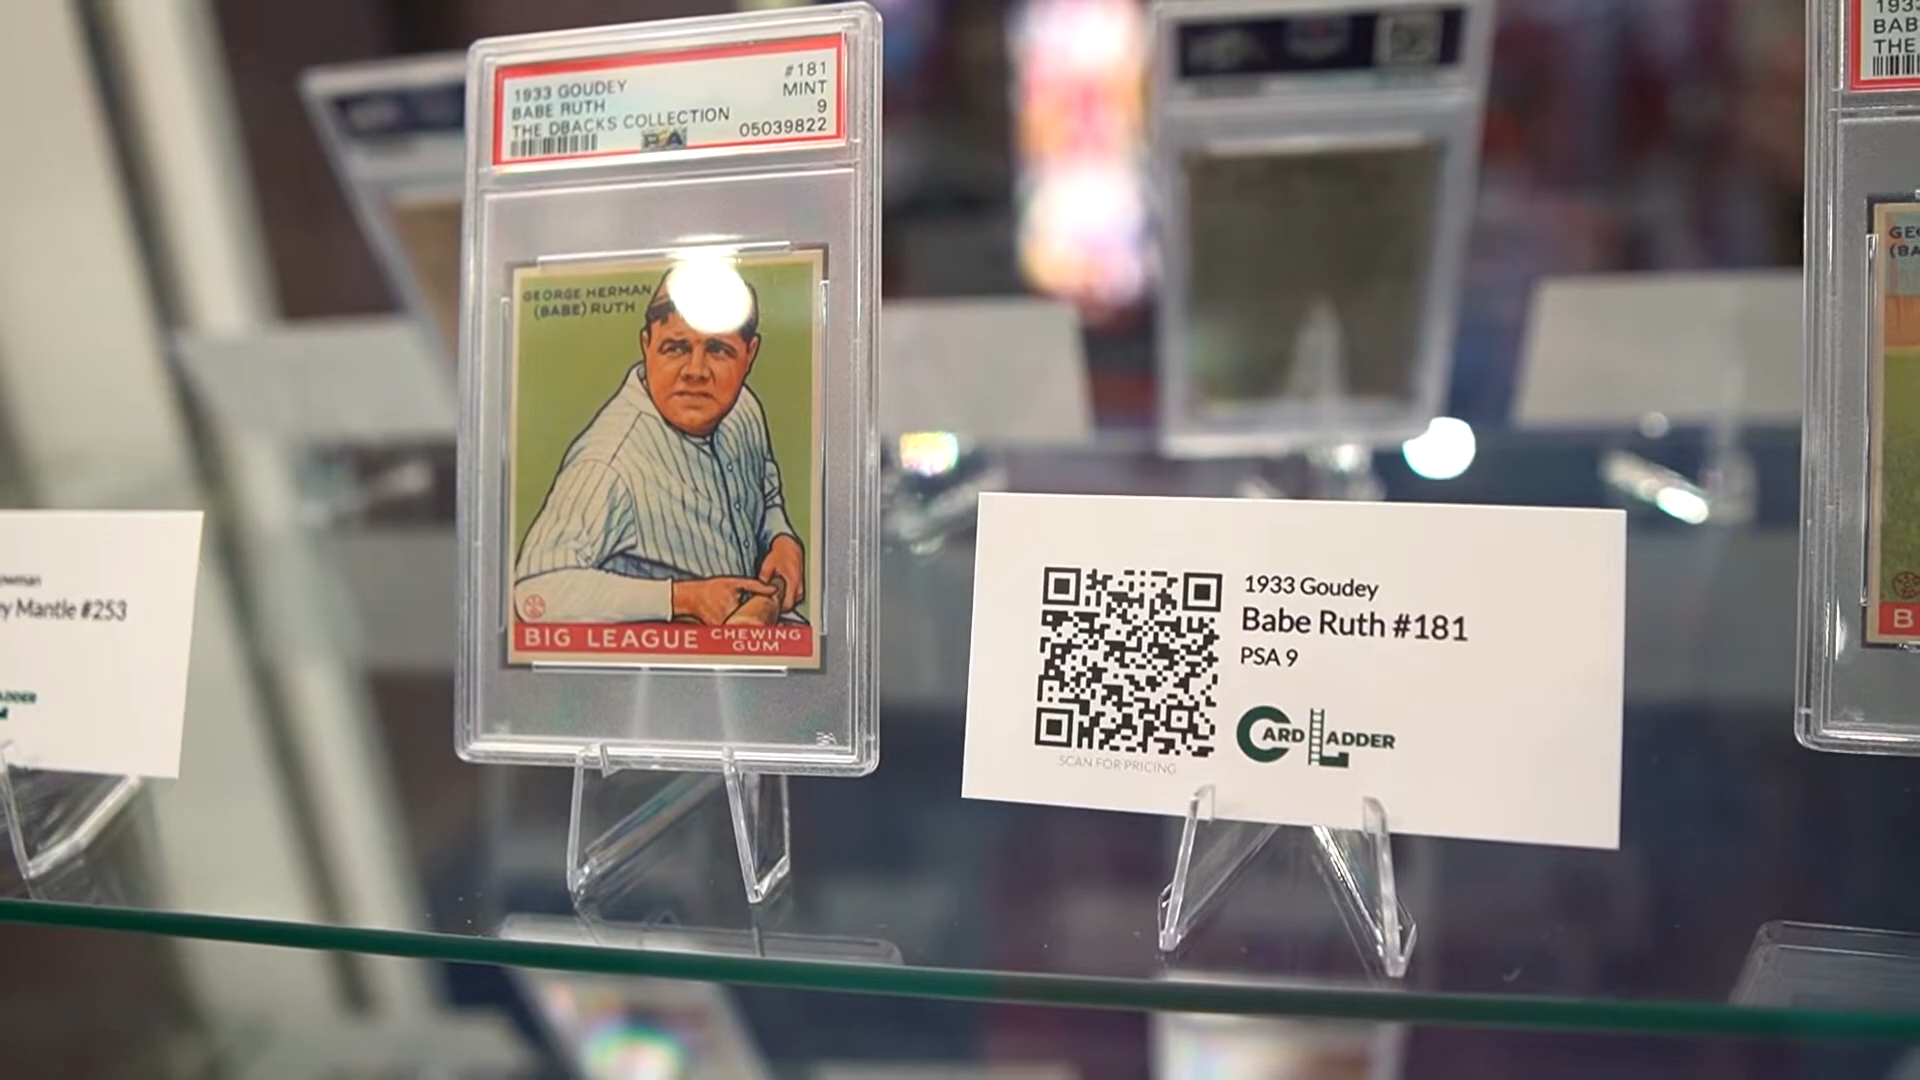 1933 GOUDEY #181
BABE RUTH MINT
THE DBACKS COLLECTION 9
05039822
PSA
GEORGE HERMAN
(BABE) RUTH
BIG LEAGUE CHEWING
GUM
Mantle #253
1933 Goudey
Babe Ruth #181
PSA 9
CARD LADDER
SCAN FOR PRICING
THE
B